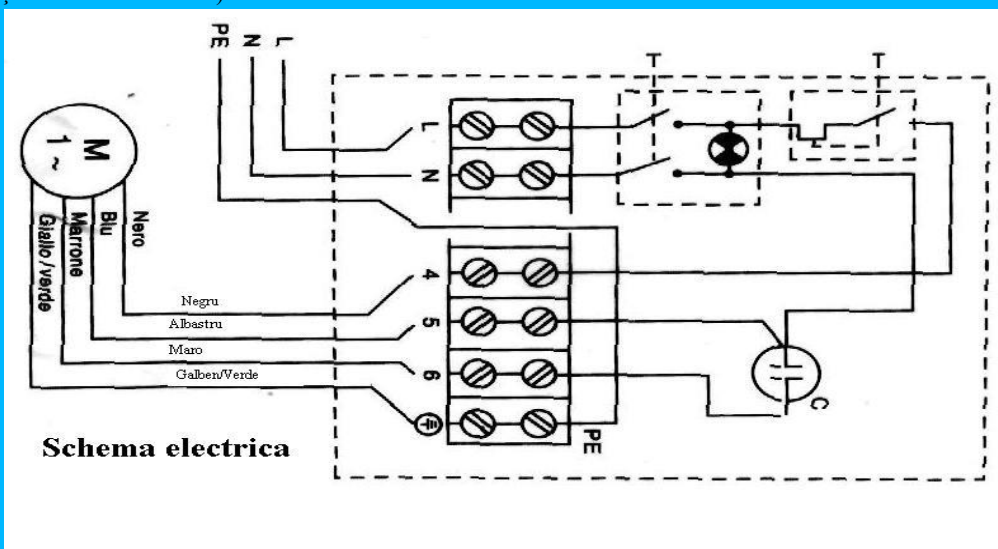 PE
N
L
M
1 ~
L
N
Nero
Blu
Marrone
Giallo/verde
4
5
6
Negru
Albastru
Maro
Galben/Verde
C
PE
Schema electrica